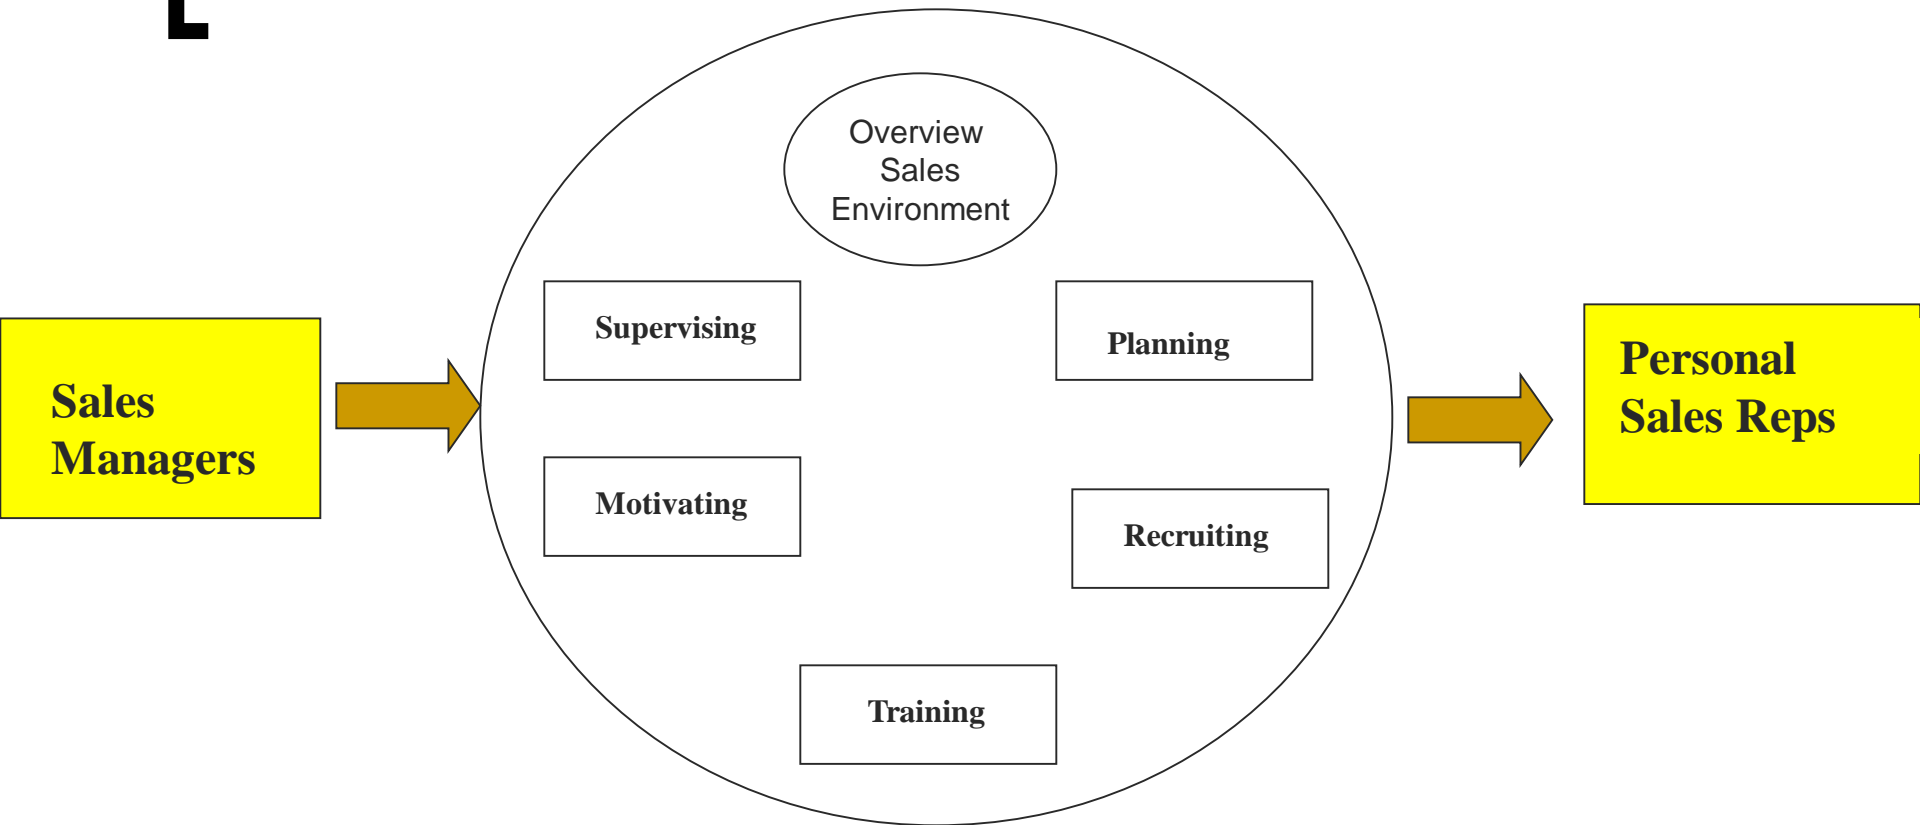 Overview
Sales
Environment
Supervising
Planning
Sales
Managers
Personal
Sales Reps
Motivating
Recruiting
Training